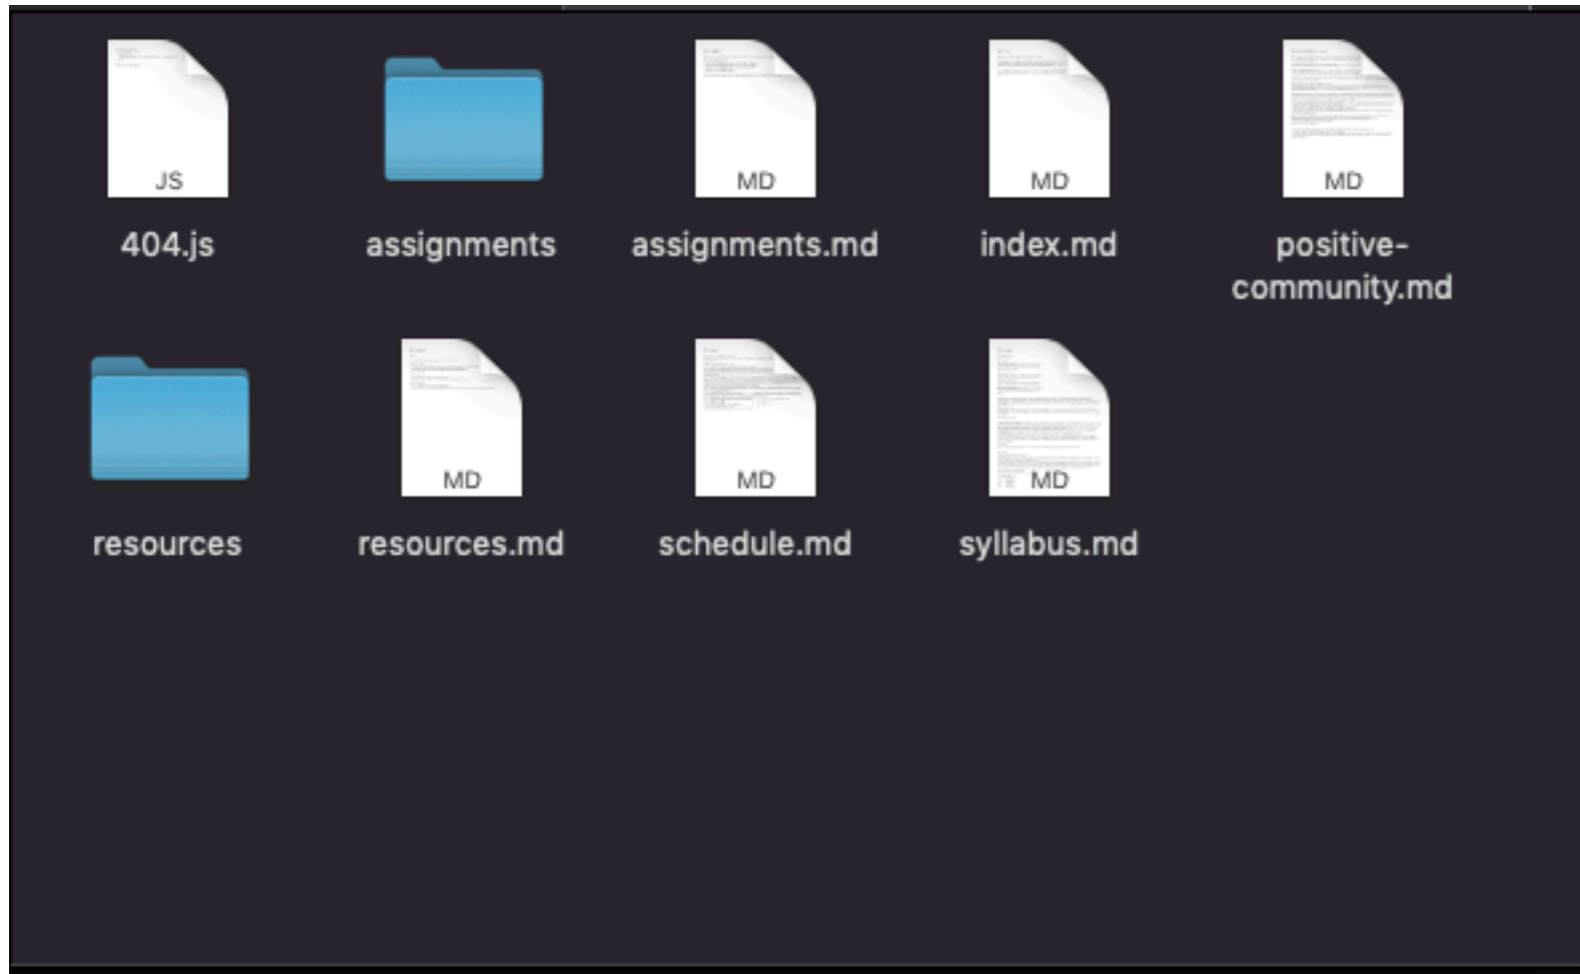 JS
MD
MD
MD
404.js
assignments
assignments.md
index.md
positive-
community.md
MD
MD
MD
resources
resources.md
schedule.md
syllabus.md